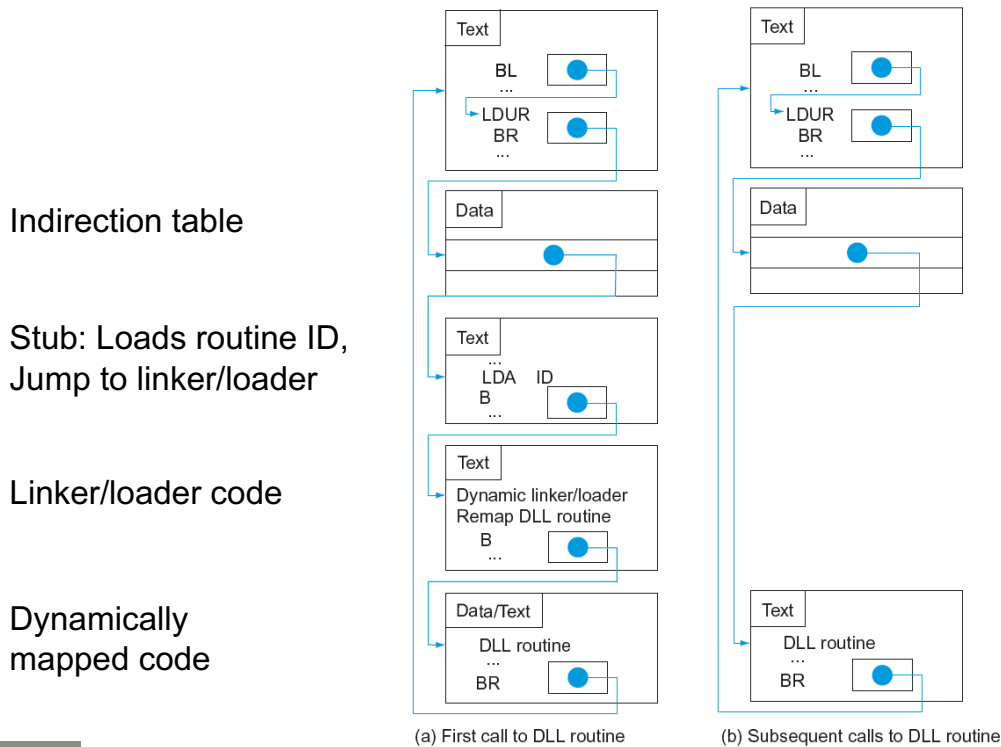 Indirection table
Stub: Loads routine ID,
Jump to linker/loader
Linker/loader code
Dynamically
mapped code
Text
BL
...
LDUR
BR
...
Data
Text
...
LDA ID
B
...
Text
Dynamic linker/loader
Remap DLL routine
B
...
Data/Text
DLL routine
...
BR
(a) First call to DLL routine
Text
BL
...
LDUR
BR
...
Data
Text
DLL routine
...
BR
(b) Subsequent calls to DLL routine